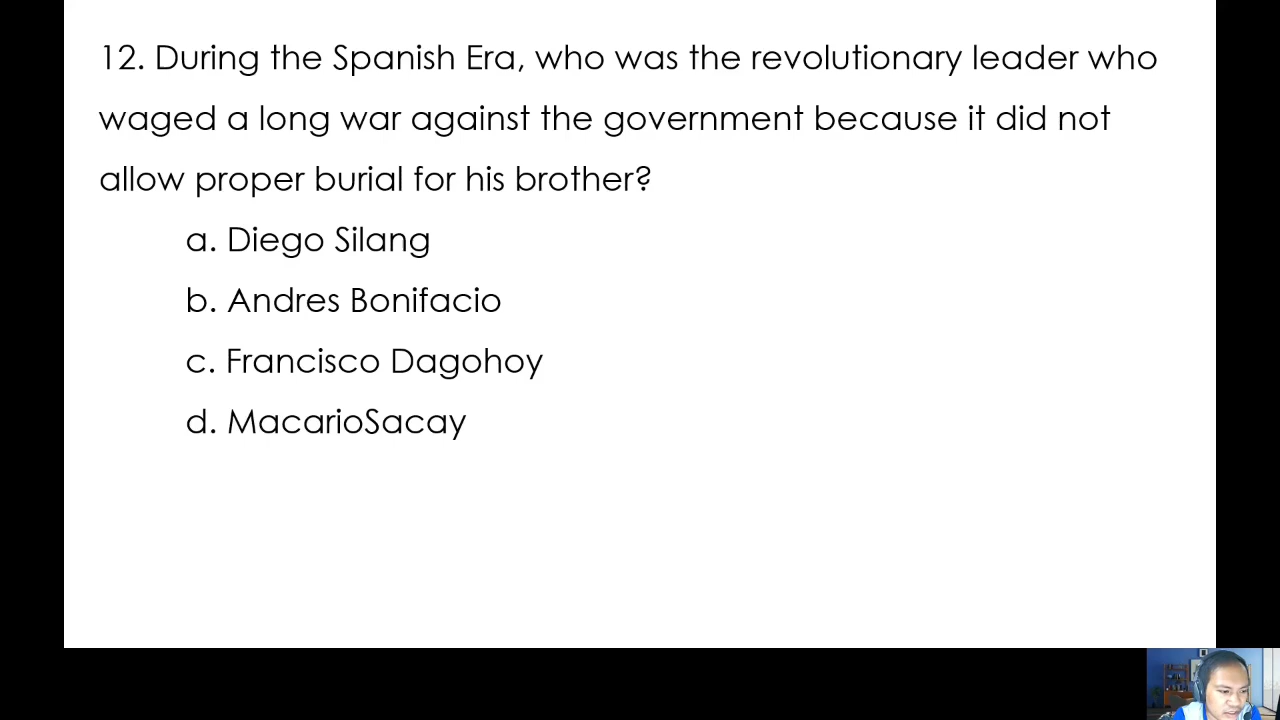 12. During the Spanish Era, who was the revolutionary leader who
waged a long war against the government because it did not
allow proper burial for his brother?
a. Diego Silang
b. Andres Bonifacio
c. Francisco Dagohoy
d. MacarioSacay